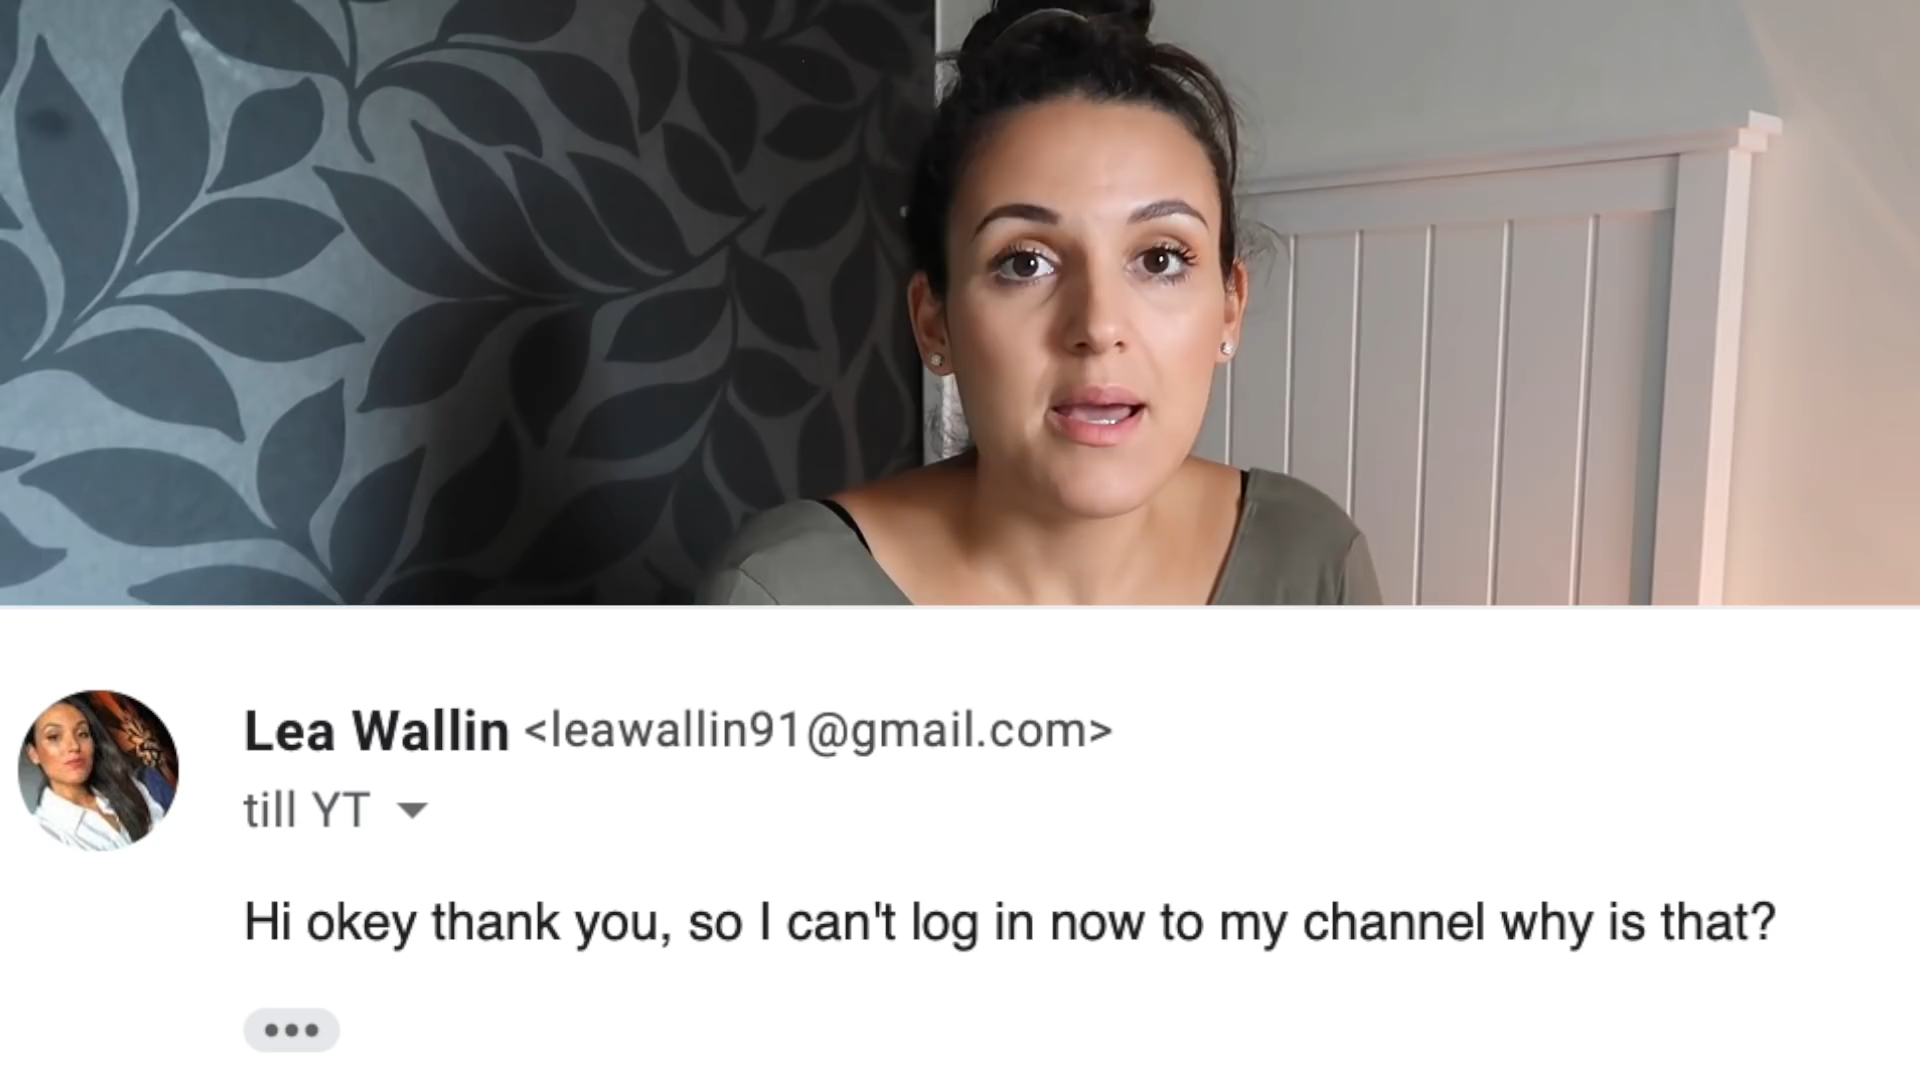 Lea Wallin <leawallin91@gmail.com>
till YT
Hi okey thank you, so I can't log in now to my channel why is that?